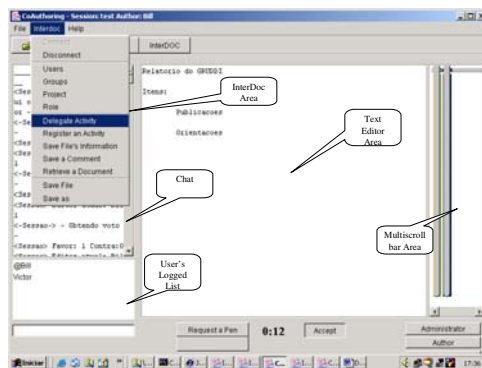 CoAuthoring - Session: test Author: Bill
File Interdoc Help
Connect
InterDOC
Disconnect
Users
Groups
Project
Role
Delegate Activity
Register an Activity
Save File's Information
Save a Comment
Retrieve a Document
Save File
Save as
Relatorio do GRUDDI
Itens:
Publicacoes
Orientacoes
InterDoc
Area
Text
Editor
Area
Chat
Multiscroll
bar Area
User's
Logged
List
1
<-Sessao-> - Obtendo voto
-
<Sessao> Favor: 1 Contra:0
@Bill
Victor
Request a Pen
0:12
Accept
Administrator
Author
Iniciar
17:36